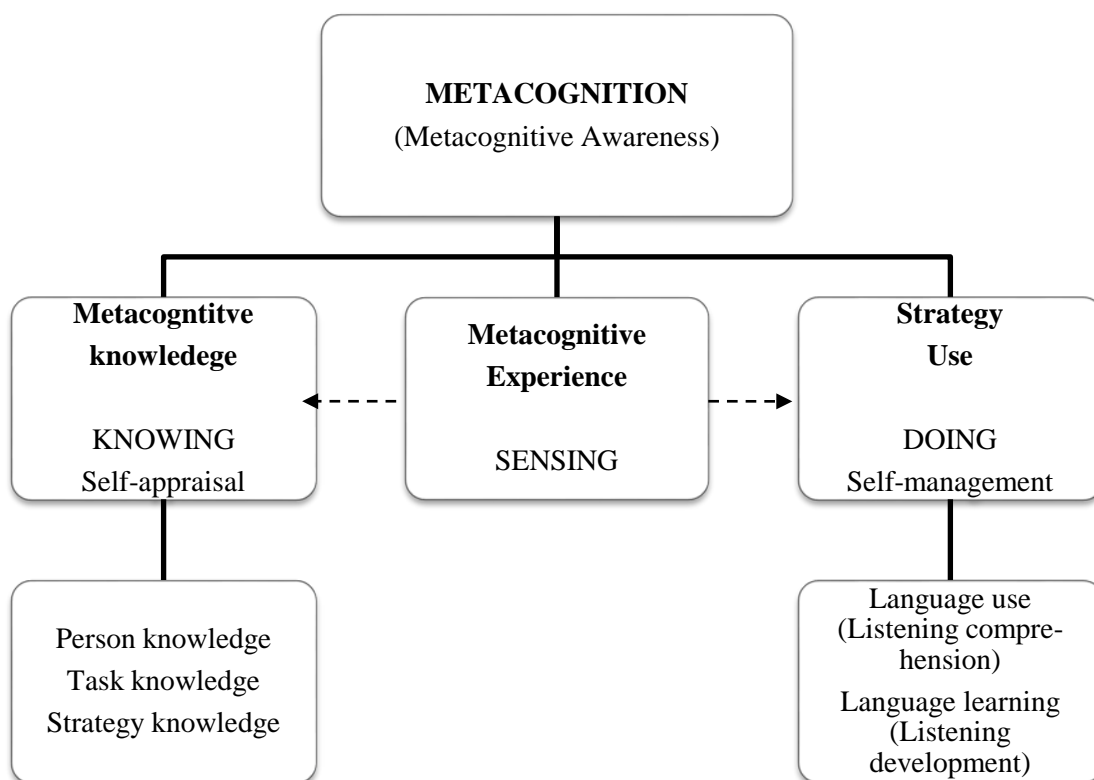 METACOGNITION
(Metacognitive Awareness)
Metacogntitve
knowledege
KNOWING
Self-appraisal
Metacognitive
Experience
SENSING
Strategy
Use
DOING
Self-management
Person knowledge
Task knowledge
Strategy knowledge
Language use
(Listening compre-
hension)
Language learning
(Listening
development)